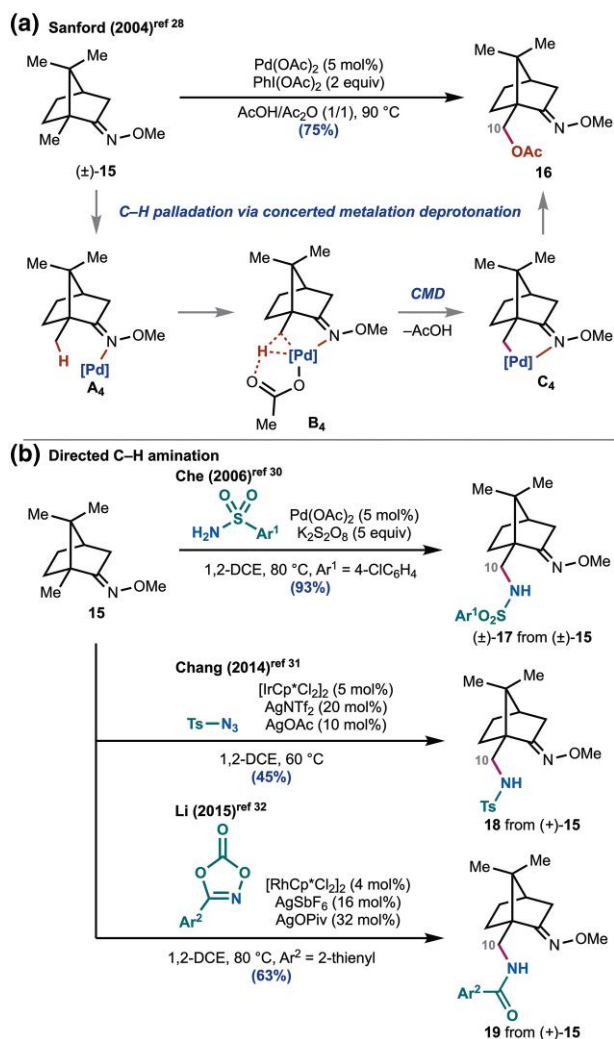 (a) Sanford (2004)ref 28
Me Me
Me
N OMe
(±)-15
Pd(OAc)2 (5 mol%)
PhI(OAc)2 (2 equiv)
AcOH/Ac2O (1/1), 90 °C
(75%)
Me Me
10
OAc
N OMe
16
C–H palladation via concerted metalation deprotonation
Me Me
H
N OMe
[Pd]
A4
Me Me
H
[Pd]
N OMe
O
O
Me
B4
CMD
–AcOH
Me Me
[Pd]
N OMe
C4
(b) Directed C–H amination
Me Me
Me
N OMe
15
Che (2006)ref 30
O O
S
H2N Ar1
Pd(OAc)2 (5 mol%)
K2S2O8 (5 equiv)
1,2-DCE, 80 °C, Ar1 = 4-ClC6H4
(93%)
Me Me
10
N OMe
NH
Ar1O2S
(±)-17 from (±)-15
Chang (2014)ref 31
Ts–N3
[IrCp*Cl2]2 (5 mol%)
AgNTf2 (20 mol%)
AgOAc (10 mol%)
1,2-DCE, 60 °C
(45%)
Me Me
10
N OMe
NH
Ts
18 from (+)-15
Li (2015)ref 32
O
O O
N
Ar2
[RhCp*Cl2]2 (4 mol%)
AgSbF6 (16 mol%)
AgOPiv (32 mol%)
1,2-DCE, 80 °C, Ar2 = 2-thienyl
(63%)
Me Me
10
N OMe
NH
Ar2
O
19 from (+)-15